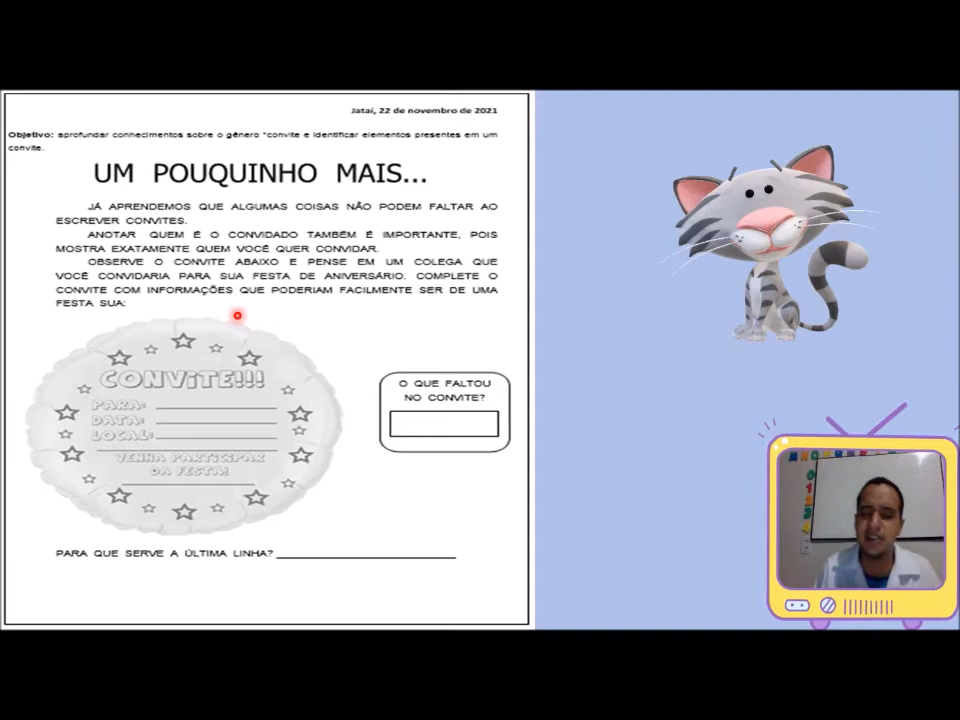 Jataí, 22 de novembro de 2021
Objetivo: aprofundar conhecimentos sobre o gênero "convite e identificar elementos presentes em um
convite.
UM POUQUINHO MAIS...
JÁ APRENDEMOS QUE ALGUMAS COISAS NÃO PODEM FALTAR AO
ESCREVER CONVITES.
ANOTAR QUEM É O CONVIDADO TAMBÉM É IMPORTANTE, POIS
MOSTRA EXATAMENTE QUEM VOCÊ QUER CONVIDAR.
OBSERVE O CONVITE ABAIXO E PENSE EM UM COLEGA QUE
VOCÊ CONVIDARIA PARA SUA FESTA DE ANIVERSÁRIO. COMPLETE O
CONVITE COM INFORMAÇÕES QUE PODERIAM FACILMENTE SER DE UMA
FESTA SUA:
CONVITE!!!
PARA:
DATA:
LOCAL:
VENHA PARTICIPAR
DA FESTA!
O QUE FALTOU
NO CONVITE?
PARA QUE SERVE A ÚLTIMA LINHA?